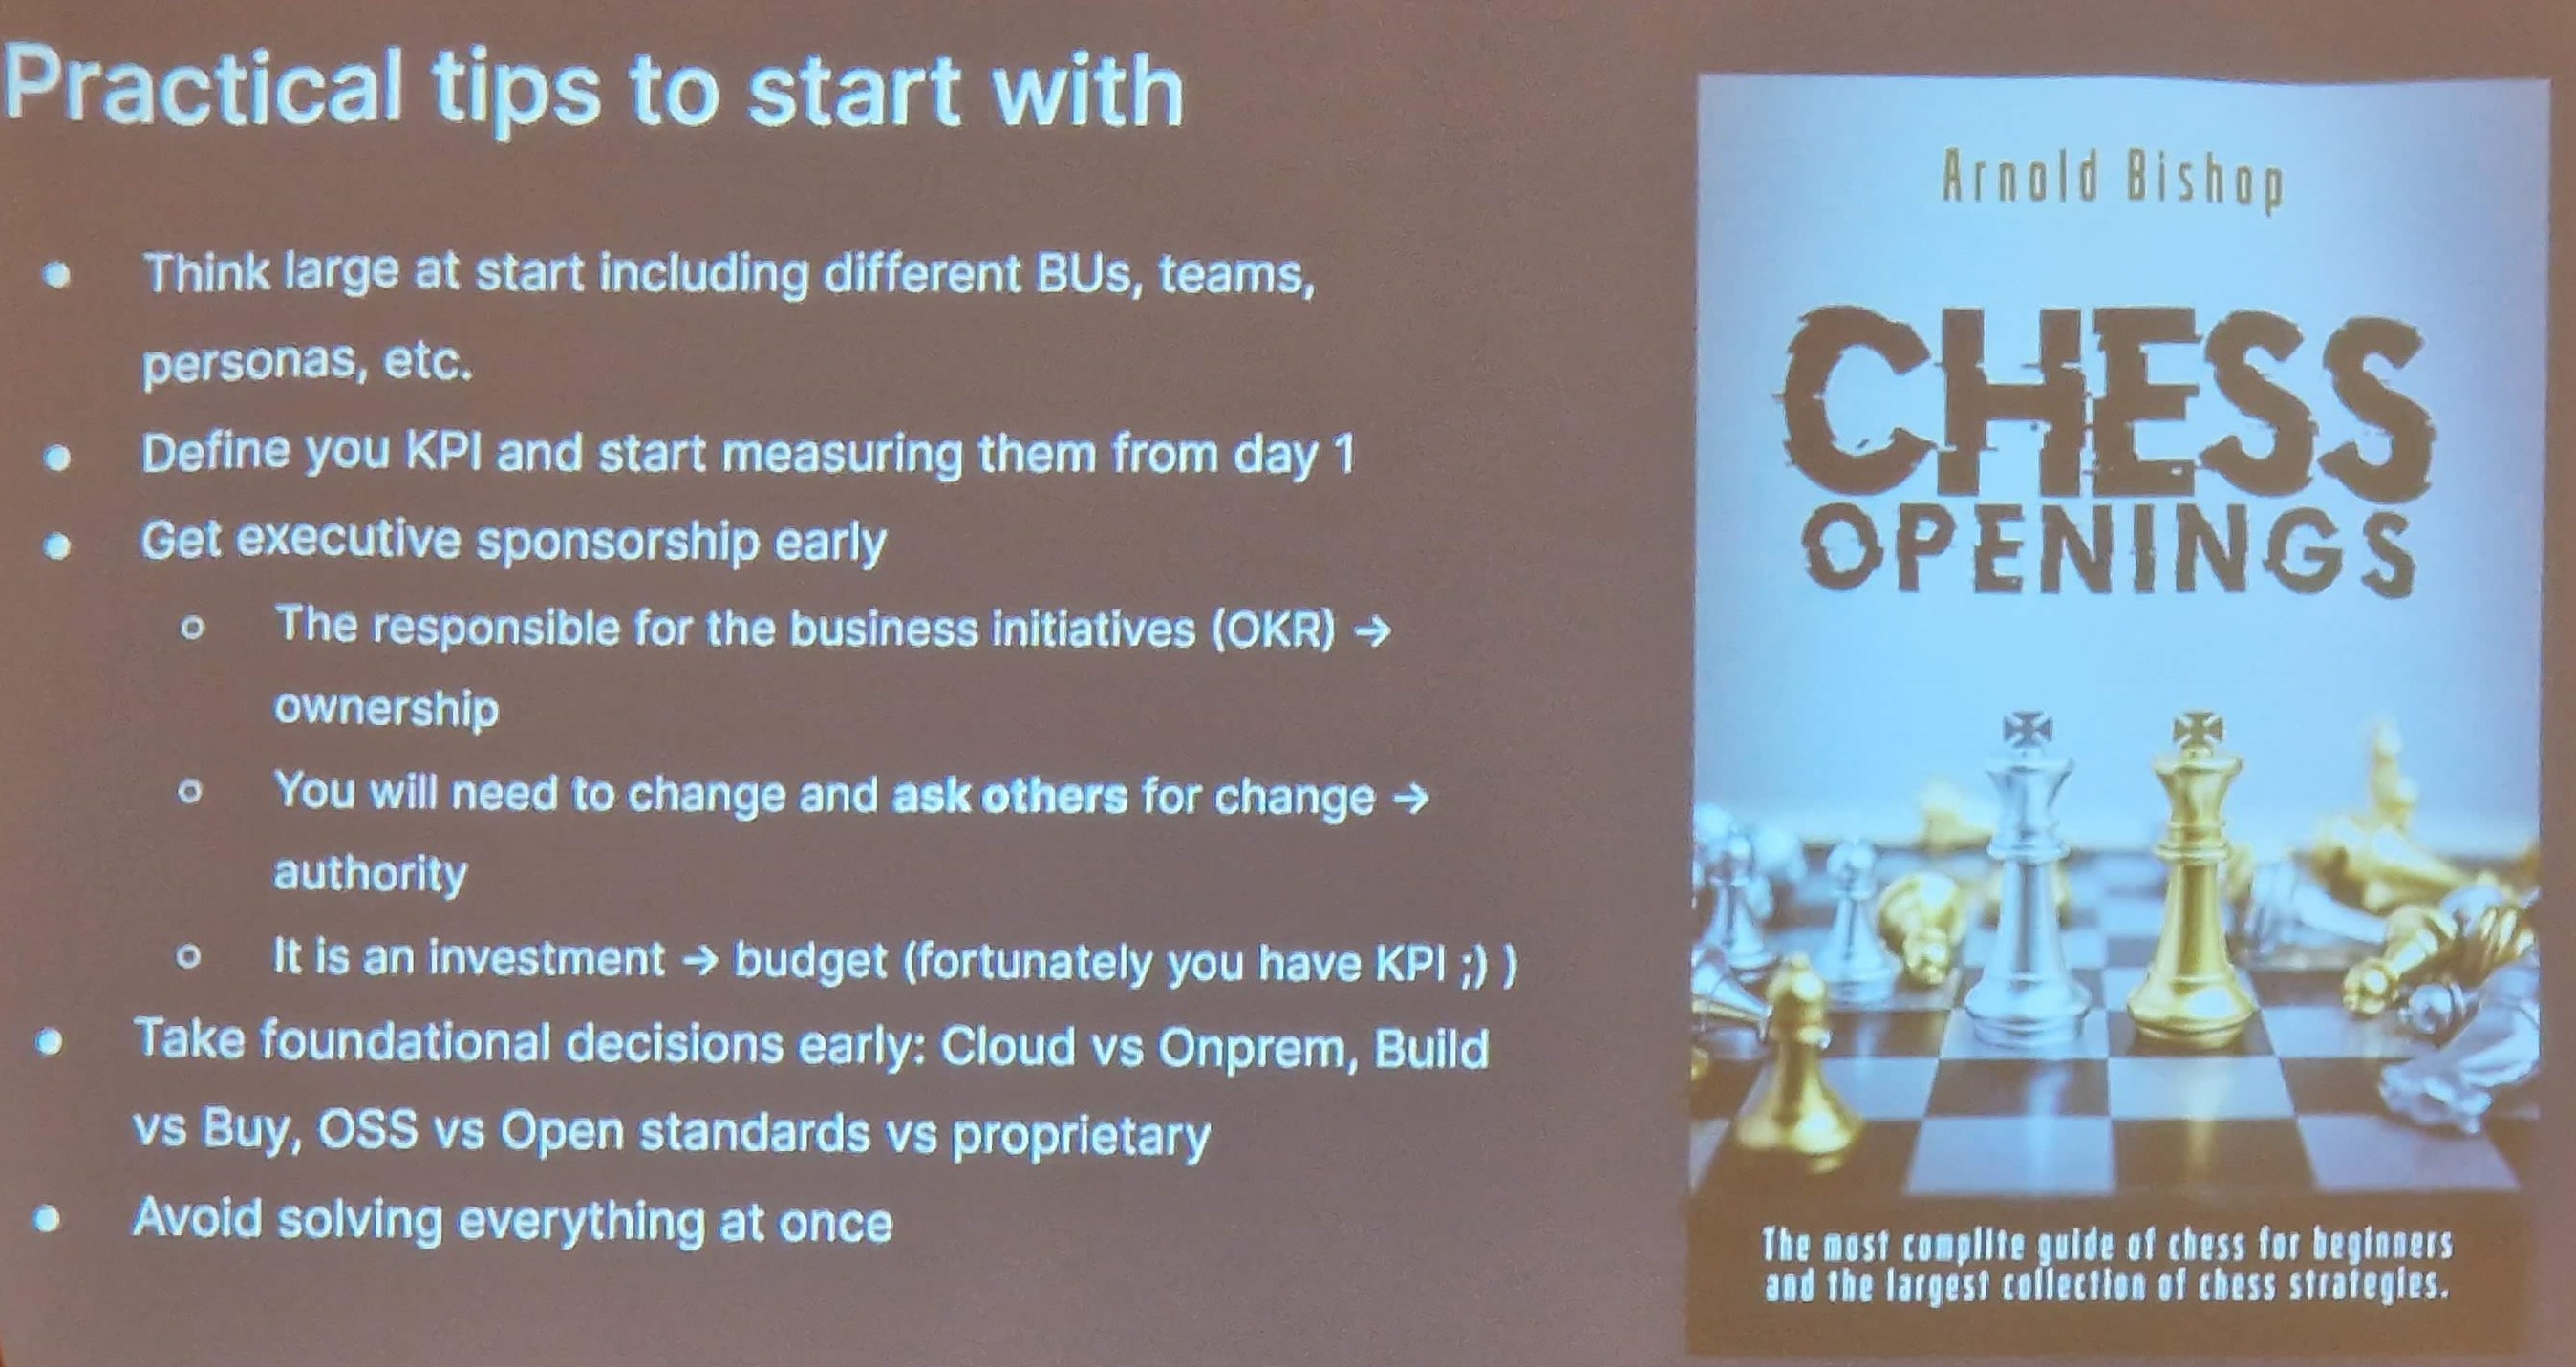 Practical tips to start with
● Think large at start including different BUs, teams,
personas, etc.
● Define you KPI and start measuring them from day 1
● Get executive sponsorship early
○ The responsible for the business initiatives (OKR) →
ownership
○ You will need to change and ask others for change →
authority
○ It is an investment → budget (fortunately you have KPI ;) )
● Take foundational decisions early: Cloud vs Onprem, Build
vs Buy, OSS vs Open standards vs proprietary
● Avoid solving everything at once
Arnold Bishop
CHESS
OPENINGS
The most complite guide of chess for beginners
and the largest collection of chess strategies.